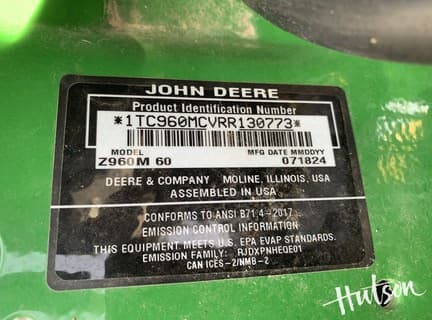 JOHN DEERE
Product Identification Number
*1TC960MCVRR130773*
MODEL MFG DATE MMDDYY
Z960M 60 071824
DEERE & COMPANY MOLINE, ILLINOIS, USA
ASSEMBLED IN USA
CONFORMS TO ANSI B71.4-2017
EMISSION CONTROL INFORMATION
THIS EQUIPMENT MEETS U.S. EPA EVAP STANDARDS.
EMISSION FAMILY: RJDXPNHEQE01
CAN ICES-2/NMB-2
Hutson